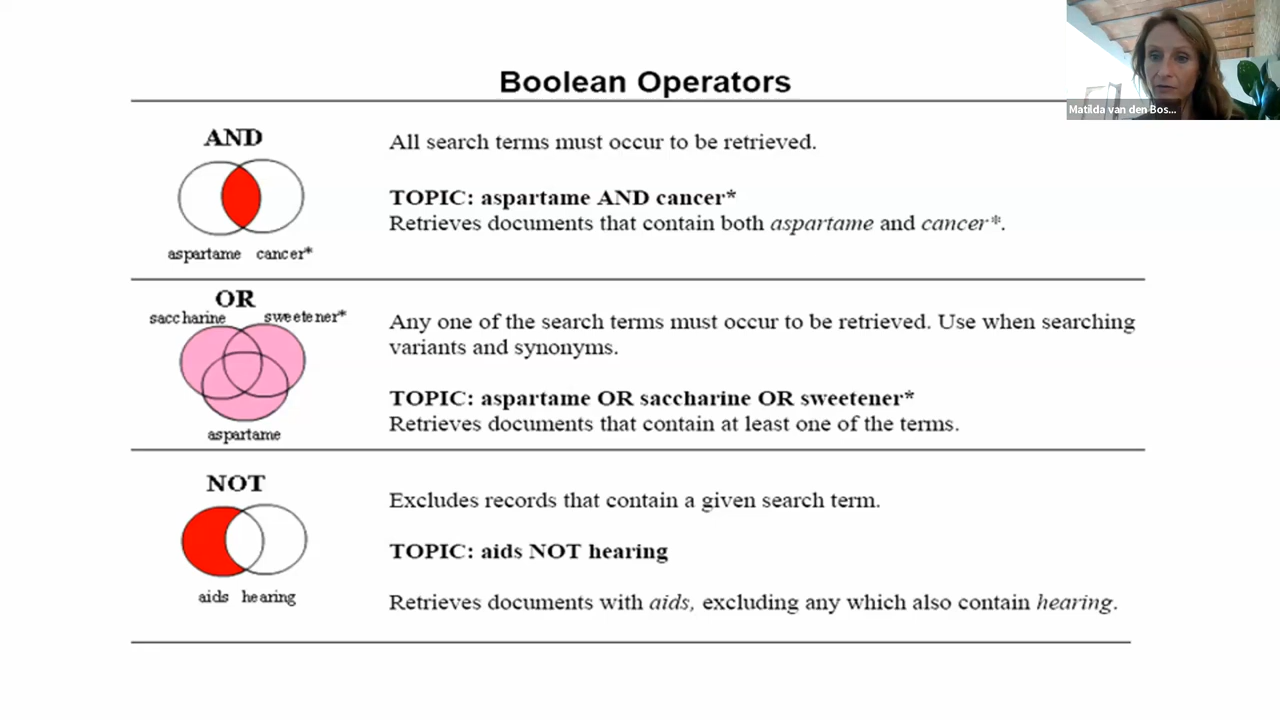 Boolean Operators
Matilda van den Bos...
AND
All search terms must occur to be retrieved.
TOPIC: aspartame AND cancer*
Retrieves documents that contain both aspartame and cancer*.
aspartame cancer*
OR
saccharine sweetener*
Any one of the search terms must occur to be retrieved. Use when searching
variants and synonyms.
TOPIC: aspartame OR saccharine OR sweetener*
Retrieves documents that contain at least one of the terms.
aspartame
NOT
Excludes records that contain a given search term.
TOPIC: aids NOT hearing
aids hearing
Retrieves documents with aids, excluding any which also contain hearing.